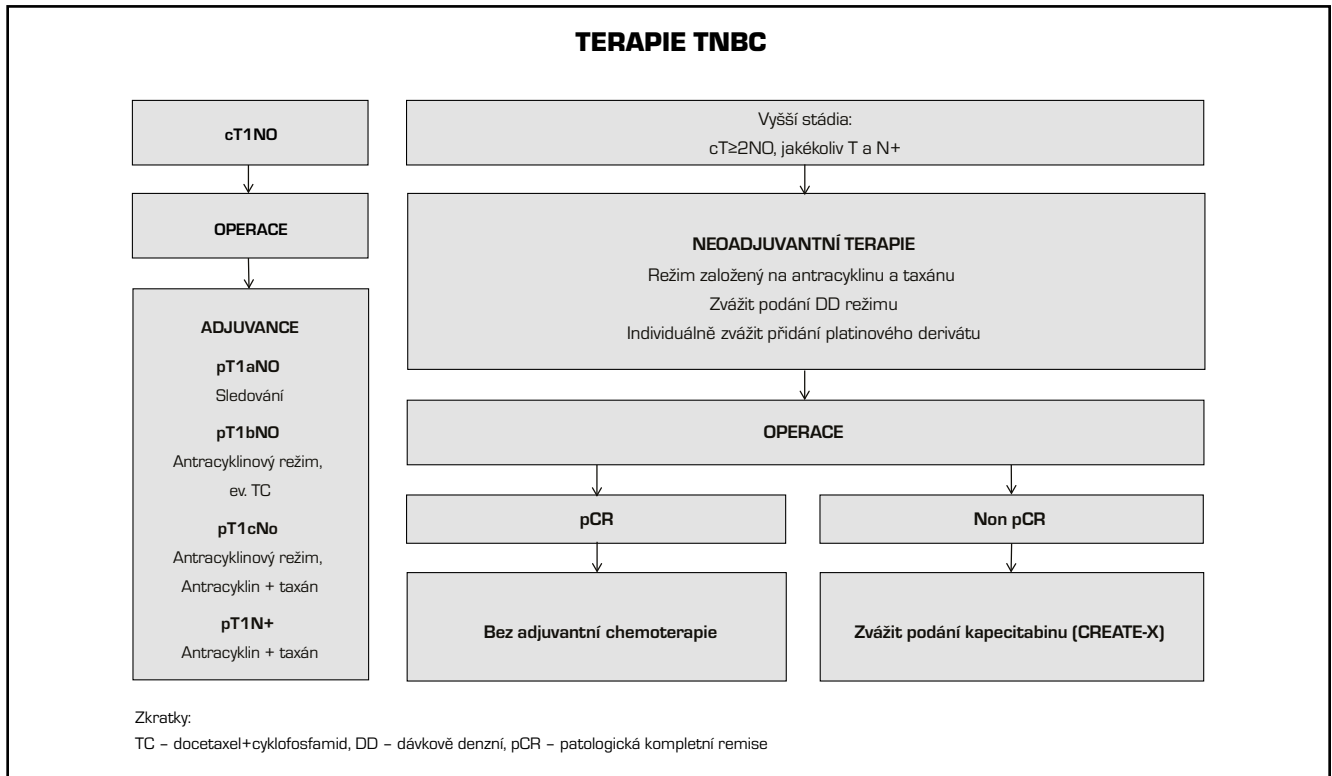 TERAPIE TNBC
cT1NO
OPERACE
ADJUVANCE
pT1aNO
Sledování
pT1bNO
Antracyklinový režim,
ev. TC
pT1cNo
Antracyklinový režim,
Antracyklin + taxán
pT1N+
Antracyklin + taxán
Vyšší stádia:
cT≥2NO, jakékoliv T a N+
NEOADJUVANTNÍ TERAPIE
Režim založený na antracyklinu a taxánu
Zvážit podání DD režimu
Individuálně zvážit přidání platinového derivátu
OPERACE
pCR
Non pCR
Bez adjuvantní chemoterapie
Zvážit podání kapecitabinu (CREATE-X)
Zkratky:
TC – docetaxel+cyklofosfamid, DD – dávkově denzní, pCR – patologická kompletní remise